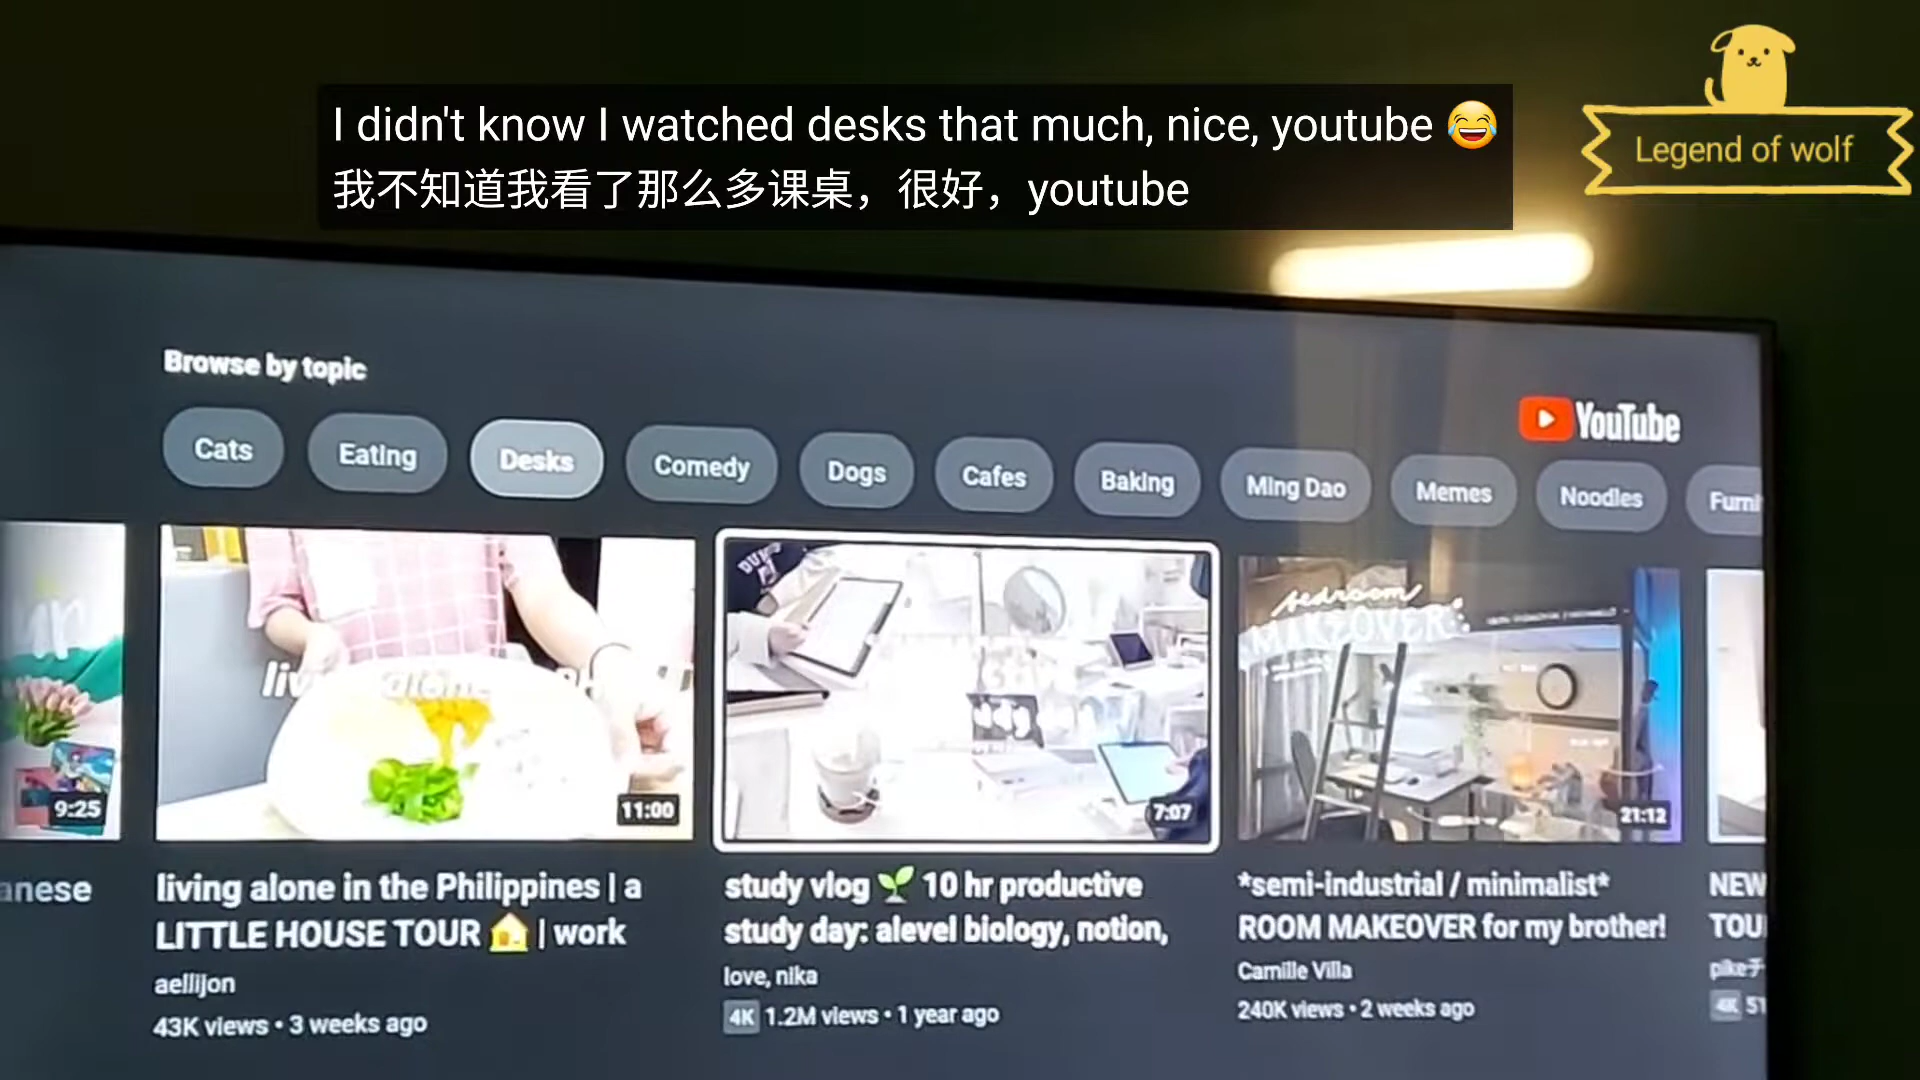 I didn't know I watched desks that much, nice, youtube 😂
我不知道我看了那么多课桌，很好，youtube
Legend of wolf
Browse by topic
YouTube
Cats
Eating
Desks
Comedy
Dogs
Cafes
Baking
Ming Dao
Memes
Noodles
9:25
11:00
7:07
bedroom
MAKEOVER
21:12
living alone in the Philippines | a
LITTLE HOUSE TOUR 🏠 | work
aellijon
43K views • 3 weeks ago
study vlog 🌱 10 hr productive
study day: alevel biology, notion,
love, nika
4K 1.2M views • 1 year ago
*semi-industrial / minimalist*
ROOM MAKEOVER for my brother!
Camille Villa
240K views • 2 weeks ago
NEW
4K